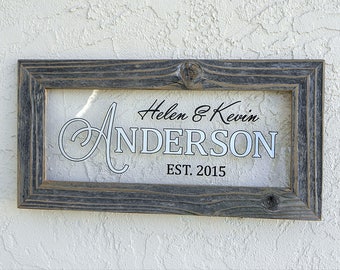 Helen & Kevin
ANDERSON
EST. 2015